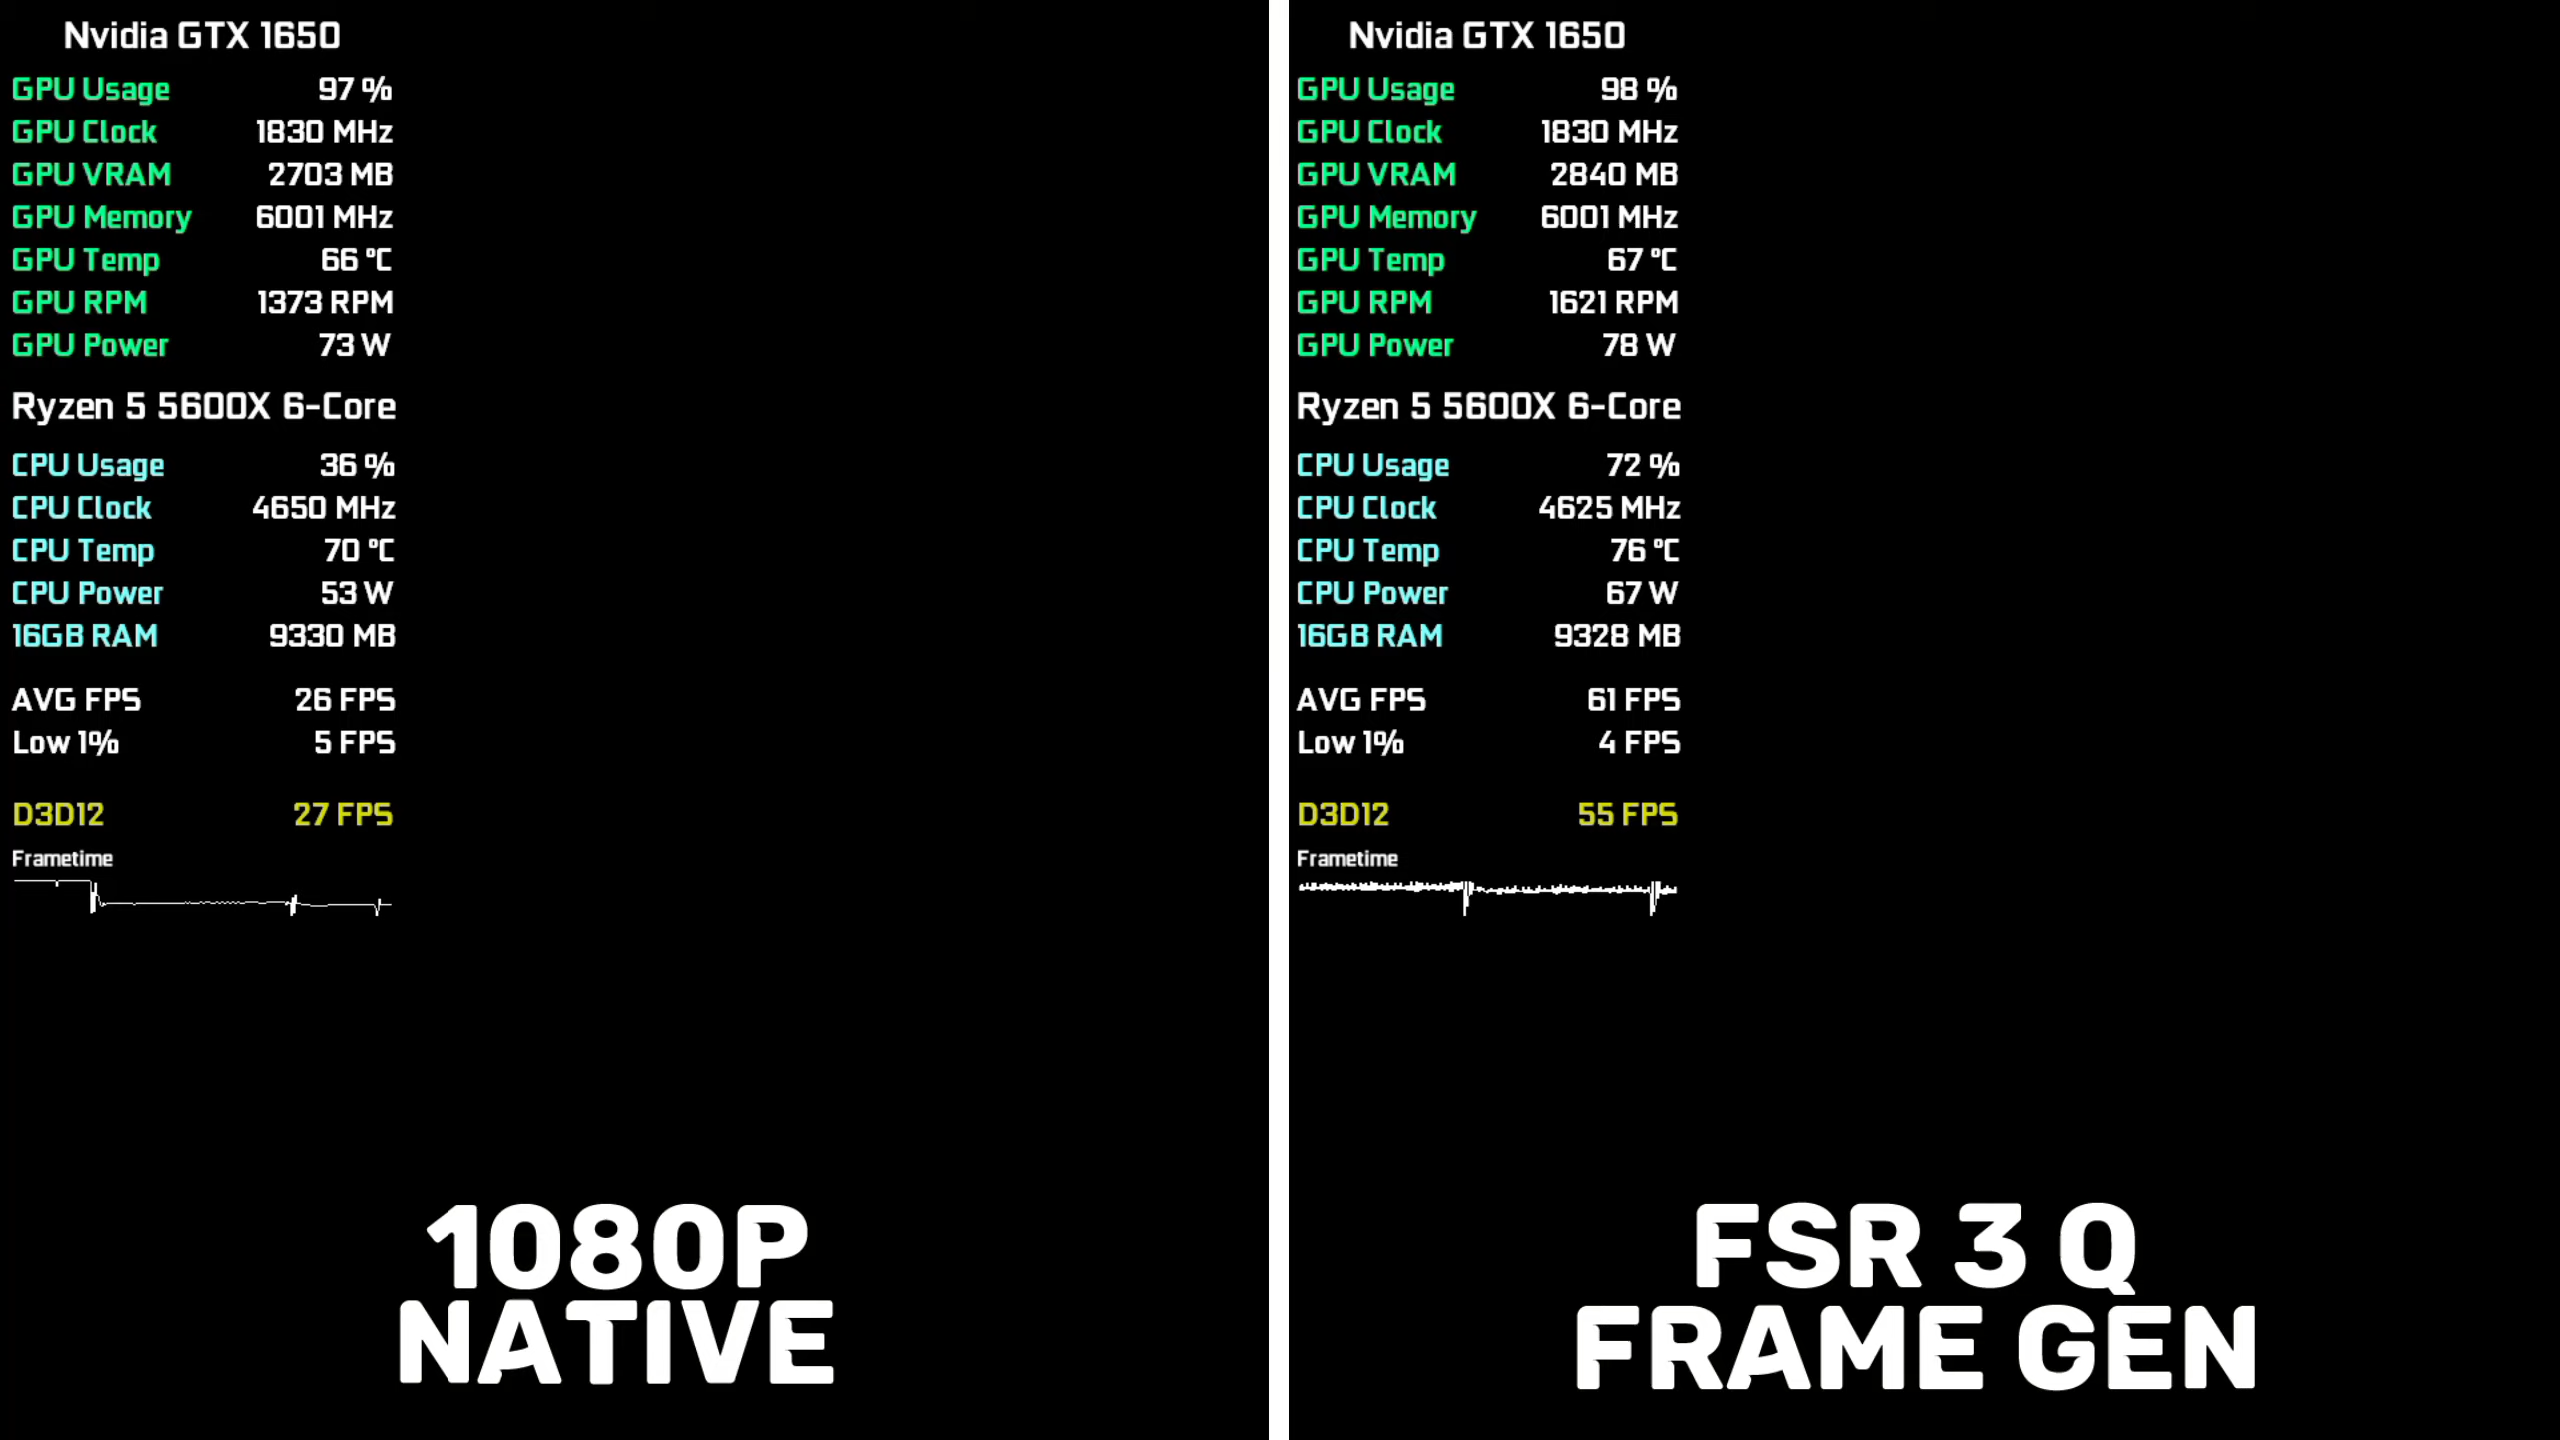 Nvidia GTX 1650
GPU Usage 97 %
GPU Clock 1830 MHz
GPU VRAM 2703 MB
GPU Memory 6001 MHz
GPU Temp 66 °C
GPU RPM 1373 RPM
GPU Power 73 W
Ryzen 5 5600X 6-Core
CPU Usage 36 %
CPU Clock 4650 MHz
CPU Temp 70 °C
CPU Power 53 W
16GB RAM 9330 MB
AVG FPS 26 FPS
Low 1% 5 FPS
D3D12 27 FPS
Frametime
1080P
NATIVE
Nvidia GTX 1650
GPU Usage 98 %
GPU Clock 1830 MHz
GPU VRAM 2840 MB
GPU Memory 6001 MHz
GPU Temp 67 °C
GPU RPM 1621 RPM
GPU Power 78 W
Ryzen 5 5600X 6-Core
CPU Usage 72 %
CPU Clock 4625 MHz
CPU Temp 76 °C
CPU Power 67 W
16GB RAM 9328 MB
AVG FPS 61 FPS
Low 1% 4 FPS
D3D12 55 FPS
Frametime
FSR 3 Q
FRAME GEN